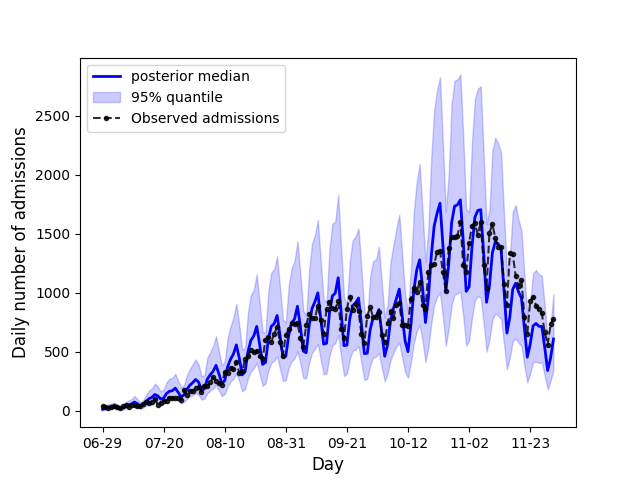 posterior median
95% quantile
Observed admissions
Daily number of admissions
2500
2000
1500
1000
500
0
06-29 07-20 08-10 08-31 09-21 10-12 11-02 11-23
Day